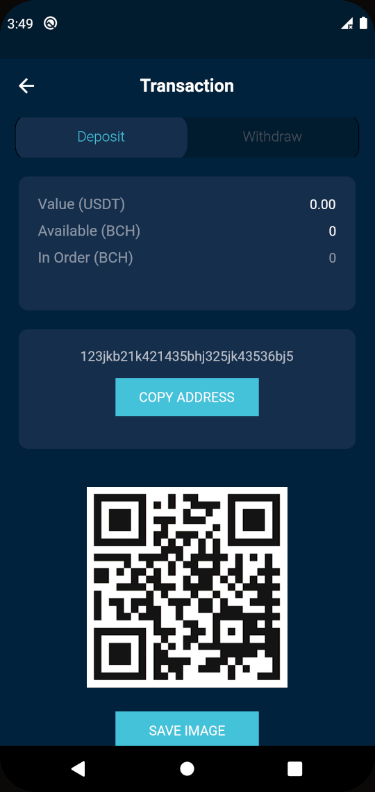 3:49
Transaction
Deposit Withdraw
Value (USDT) 0.00
Available (BCH) 0
In Order (BCH) 0
123jkb21k421435bhj325jk43536bj5
COPY ADDRESS
SAVE IMAGE